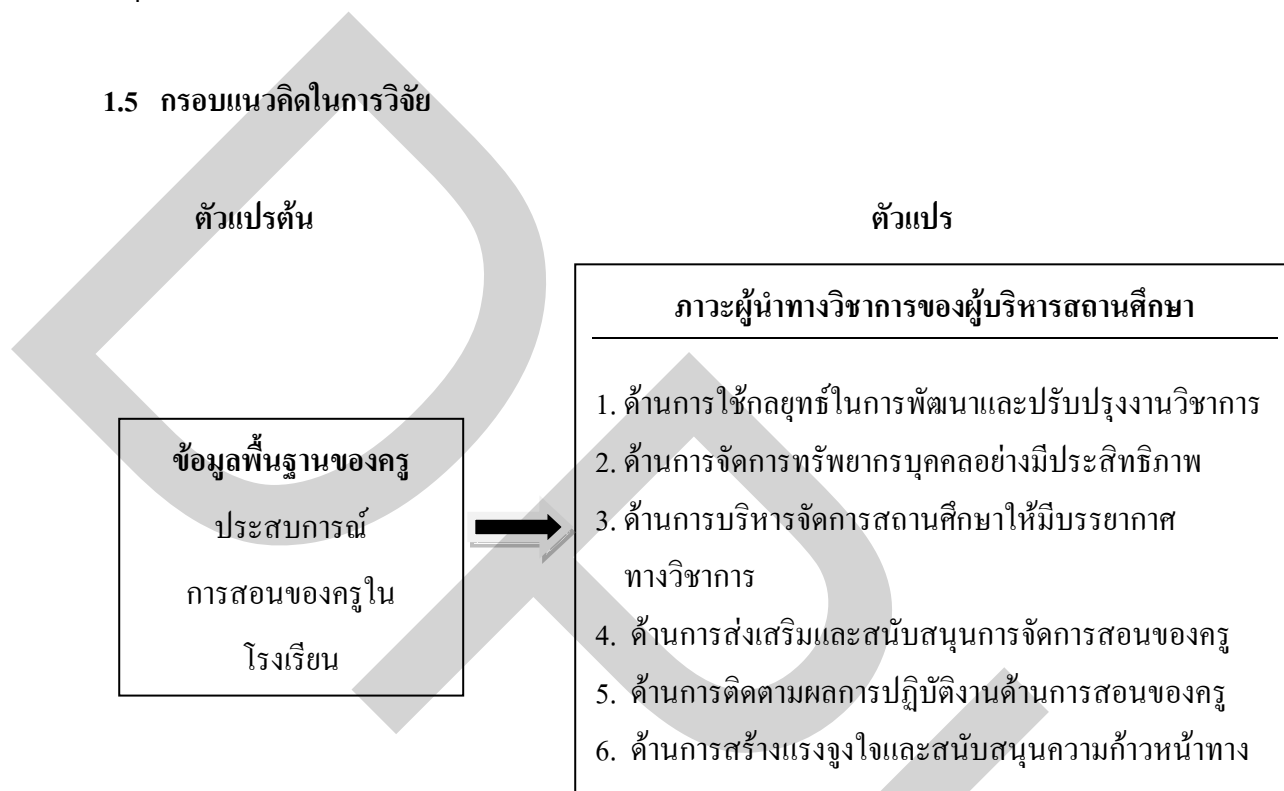 1.5 กรอบแนวคิดในการวิจัย
ตัวแปรต้น
ตัวแปร
ข้อมูลพื้นฐานของครู
ประสบการณ์
การสอนของครูใน
โรงเรียน
ภาวะผู้นำทางวิชาการของผู้บริหารสถานศึกษา
1. ด้านการใช้กลยุทธ์ในการพัฒนาและปรับปรุงงานวิชาการ
2. ด้านการจัดการทรัพยากรบุคคลอย่างมีประสิทธิภาพ
3. ด้านการบริหารจัดการสถานศึกษาให้มีบรรยากาศ
ทางวิชาการ
4. ด้านการส่งเสริมและสนับสนุนการจัดการสอนของครู
5. ด้านการติดตามผลการปฏิบัติงานด้านการสอนของครู
6. ด้านการสร้างแรงจูงใจและสนับสนุนความก้าวหน้าทาง